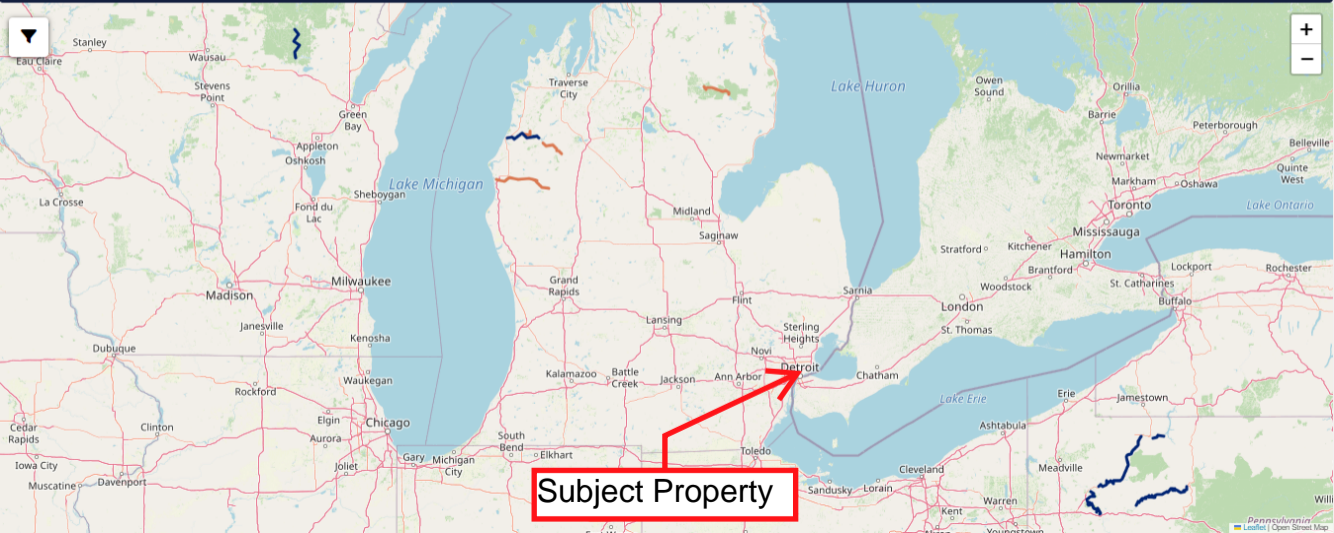 +
−
Stanley
Eau Claire
Wausau
Stevens
Point
Green
Bay
Appleton
Oshkosh
Fond du
Lac
Sheboygan
La Crosse
Lake Michigan
Traverse
City
Lake Huron
Owen
Sound
Orillia
Barrie
Peterborough
Belleville
Newmarket
Quinte
West
Markham
Oshawa
Toronto
Lake Ontario
Mississauga
Hamilton
Stratford
Kitchener
Brantford
Woodstock
St. Catharines
Lockport
Rochester
Buffalo
Midland
Saginaw
Madison
Milwaukee
Janesville
Kenosha
Grand
Rapids
Flint
Sarnia
London
St. Thomas
Lansing
Sterling
Heights
Novi
Detroit
Chatham
Dubuque
Waukegan
Rockford
Kalamazoo
Battle
Creek
Jackson
Ann Arbor
Lake Erie
Erie
Jamestown
Cedar
Rapids
Clinton
Elgin
Chicago
Aurora
Joliet
Gary
Michigan
City
South
Bend
Elkhart
Toledo
Ashtabula
Meadville
Iowa City
Muscatine
Davenport
Subject Property
Sandusky
Lorain
Cleveland
Warren
Kent
Youngstown
Akron
Pennsylvania
Willi
Leaflet | Open Street Map